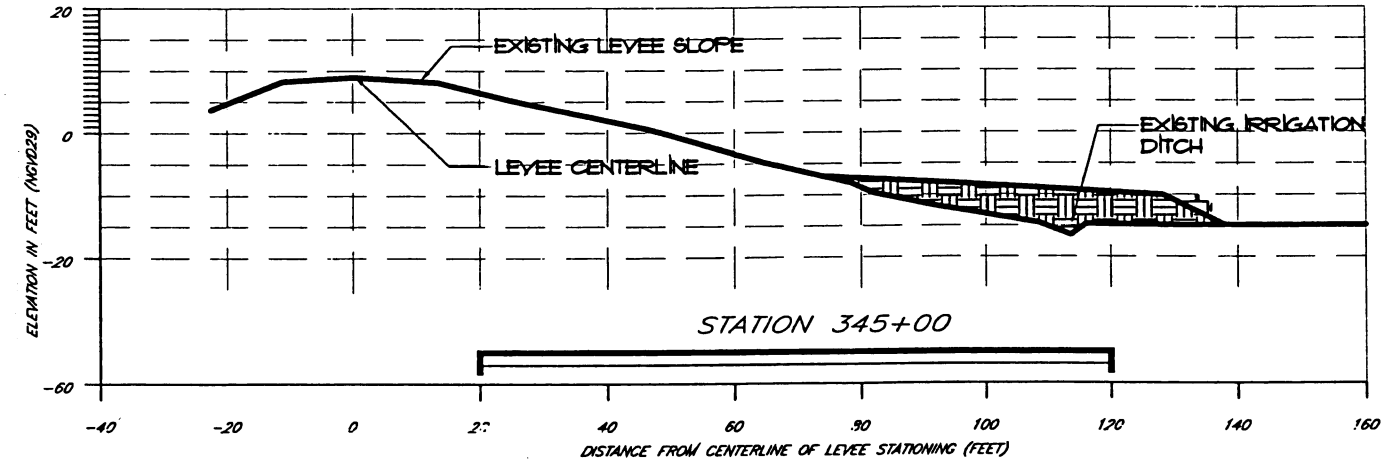 20
EXISTING LEVEE SLOPE
0
EXISTING IRRIGATION
DITCH
LEVEE CENTERLINE
-20
ELEVATION IN FEET (NGVD29)
STATION 345+00
-60
-40 -20 0 40 60 80 100 120 140 160
DISTANCE FROM CENTERLINE OF LEVEE STATIONING (FEET)